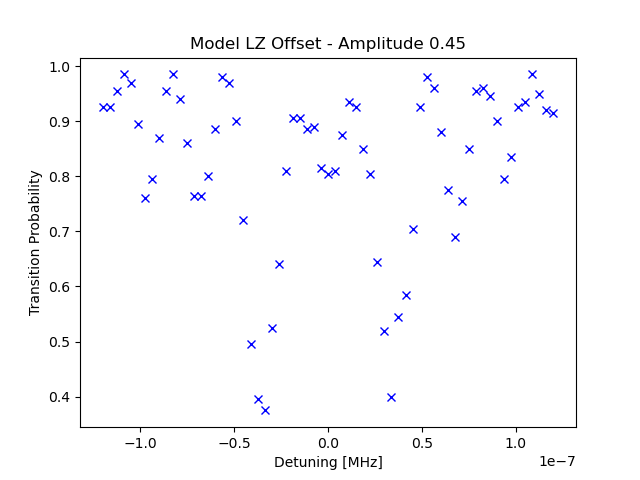 Model LZ Offset - Amplitude 0.45
1.0
0.9
0.8
0.7
0.6
0.5
0.4
Transition Probability
−1.0 −0.5 0.0 0.5 1.0
1e−7
Detuning [MHz]